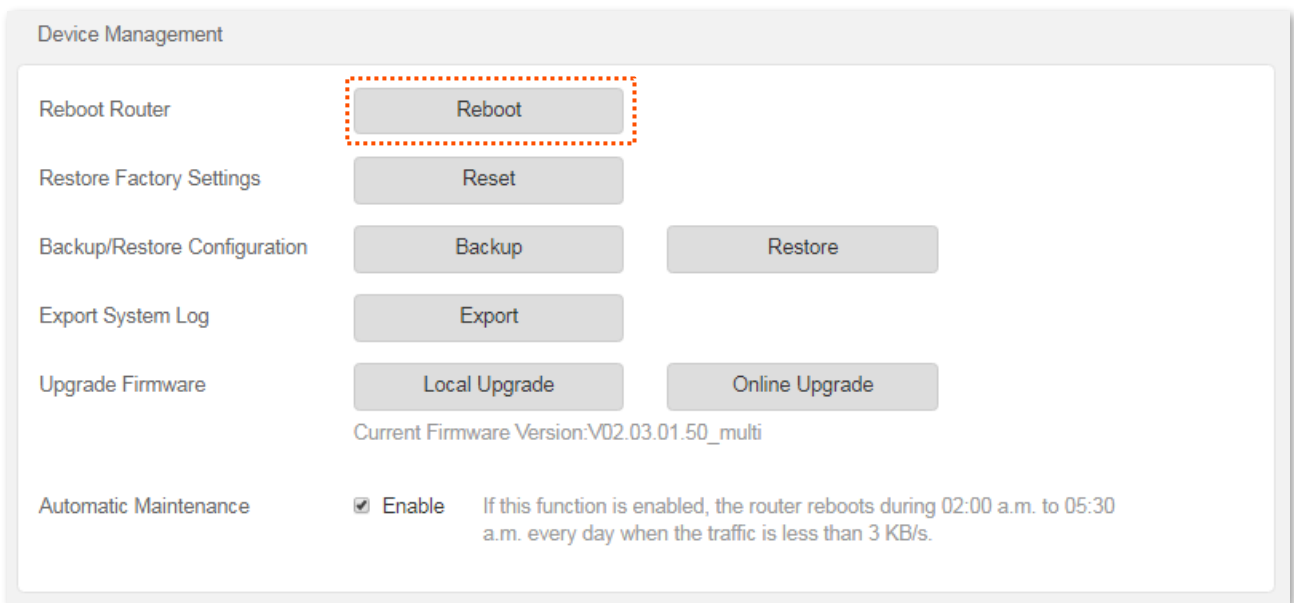 Device Management
Reboot Router Reboot
Restore Factory Settings Reset
Backup/Restore Configuration Backup Restore
Export System Log Export
Upgrade Firmware Local Upgrade Online Upgrade
Current Firmware Version:V02.03.01.50_multi
Automatic Maintenance Enable If this function is enabled, the router reboots during 02:00 a.m. to 05:30
a.m. every day when the traffic is less than 3 KB/s.